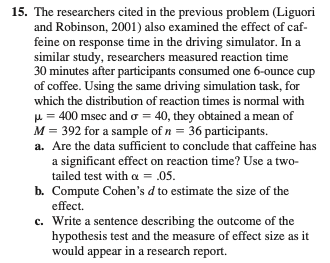 15. The researchers cited in the previous problem (Liguori
and Robinson, 2001) also examined the effect of caf-
feine on response time in the driving simulator. In a
similar study, researchers measured reaction time
30 minutes after participants consumed one 6-ounce cup
of coffee. Using the same driving simulation task, for
which the distribution of reaction times is normal with
μ = 400 msec and σ = 40, they obtained a mean of
M = 392 for a sample of n = 36 participants.
a. Are the data sufficient to conclude that caffeine has
a significant effect on reaction time? Use a two-
tailed test with α = .05.
b. Compute Cohen's d to estimate the size of the
effect.
c. Write a sentence describing the outcome of the
hypothesis test and the measure of effect size as it
would appear in a research report.